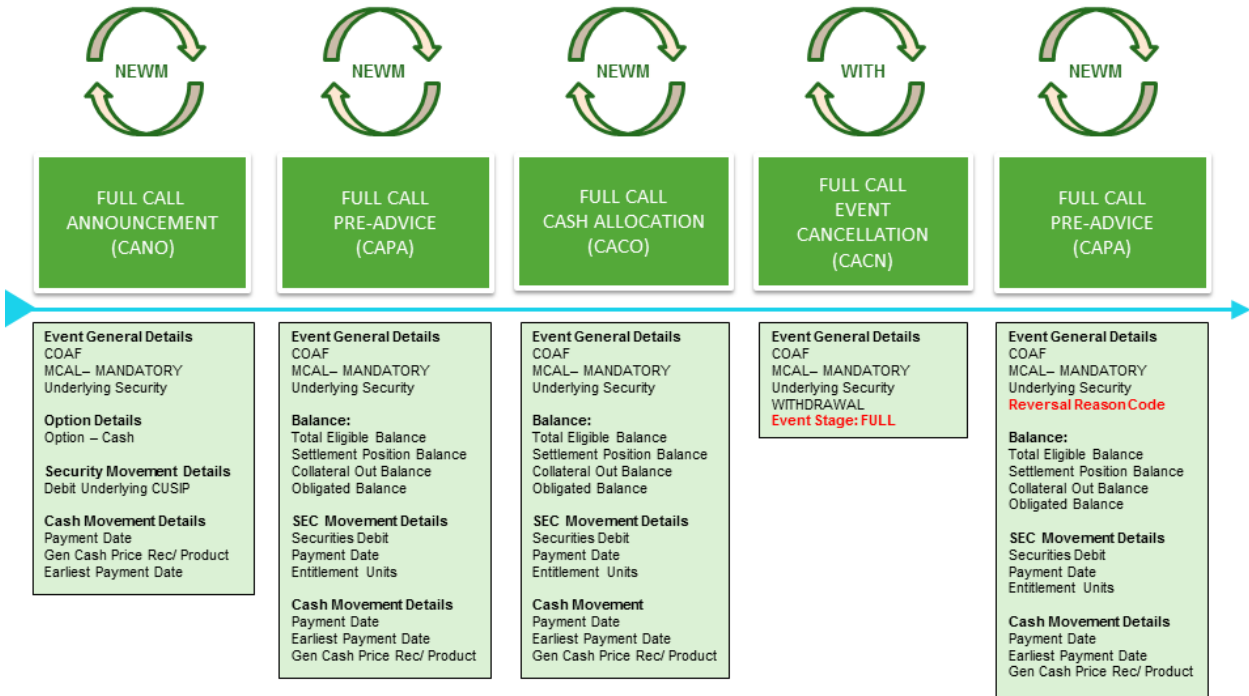 NEWM
NEWM
NEWM
WITH
NEWM
FULL CALL
ANNOUNCEMENT
(CANO)
FULL CALL
PRE-ADVICE
(CAPA)
FULL CALL
CASH ALLOCATION
(CACO)
FULL CALL
EVENT
CANCELLATION
(CACN)
FULL CALL
PRE-ADVICE
(CAPA)
Event General Details
COAF
MCAL– MANDATORY
Underlying Security
Option Details
Option – Cash
Security Movement Details
Debit Underlying CUSIP
Cash Movement Details
Payment Date
Gen Cash Price Rec/ Product
Earliest Payment Date
Event General Details
COAF
MCAL– MANDATORY
Underlying Security
Balance:
Total Eligible Balance
Settlement Position Balance
Collateral Out Balance
Obligated Balance
SEC Movement Details
Securities Debit
Payment Date
Entitlement Units
Cash Movement Details
Payment Date
Earliest Payment Date
Gen Cash Price Rec/ Product
Event General Details
COAF
MCAL– MANDATORY
Underlying Security
Balance:
Total Eligible Balance
Settlement Position Balance
Collateral Out Balance
Obligated Balance
SEC Movement Details
Securities Debit
Payment Date
Entitlement Units
Cash Movement
Payment Date
Earliest Payment Date
Gen Cash Price Rec/ Product
Event General Details
COAF
MCAL– MANDATORY
Underlying Security
WITHDRAWAL
Event Stage: FULL
Event General Details
COAF
MCAL– MANDATORY
Underlying Security
Reversal Reason Code
Balance:
Total Eligible Balance
Settlement Position Balance
Collateral Out Balance
Obligated Balance
SEC Movement Details
Securities Debit
Payment Date
Entitlement Units
Cash Movement Details
Payment Date
Earliest Payment Date
Gen Cash Price Rec/ Product